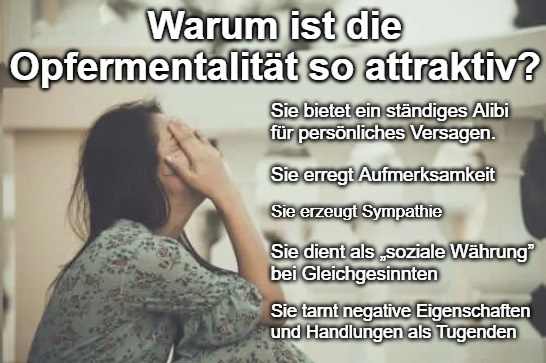 Warum ist die
Opfermentalität so attraktiv?
Sie bietet ein ständiges Alibi
für persönliches Versagen.
Sie erregt Aufmerksamkeit
Sie erzeugt Sympathie
Sie dient als „soziale Währung”
bei Gleichgesinnten
Sie tarnt negative Eigenschaften
und Handlungen als Tugenden